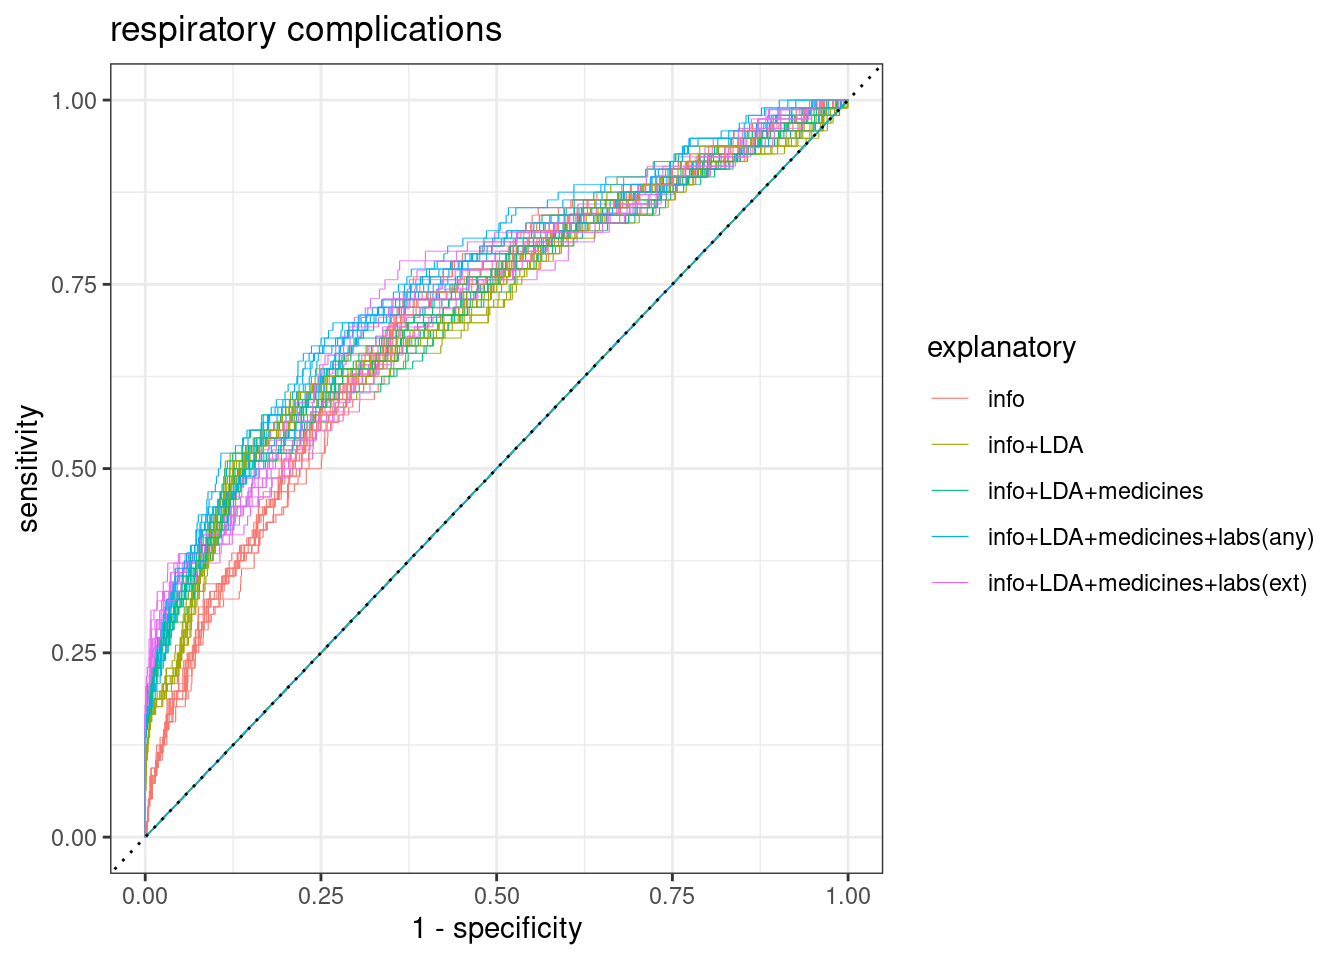 respiratory complications
1.00
0.75
0.50
0.25
0.00
sensitivity
0.00 0.25 0.50 0.75 1.00
1 - specificity
explanatory
info
info+LDA
info+LDA+medicines
info+LDA+medicines+labs(any)
info+LDA+medicines+labs(ext)